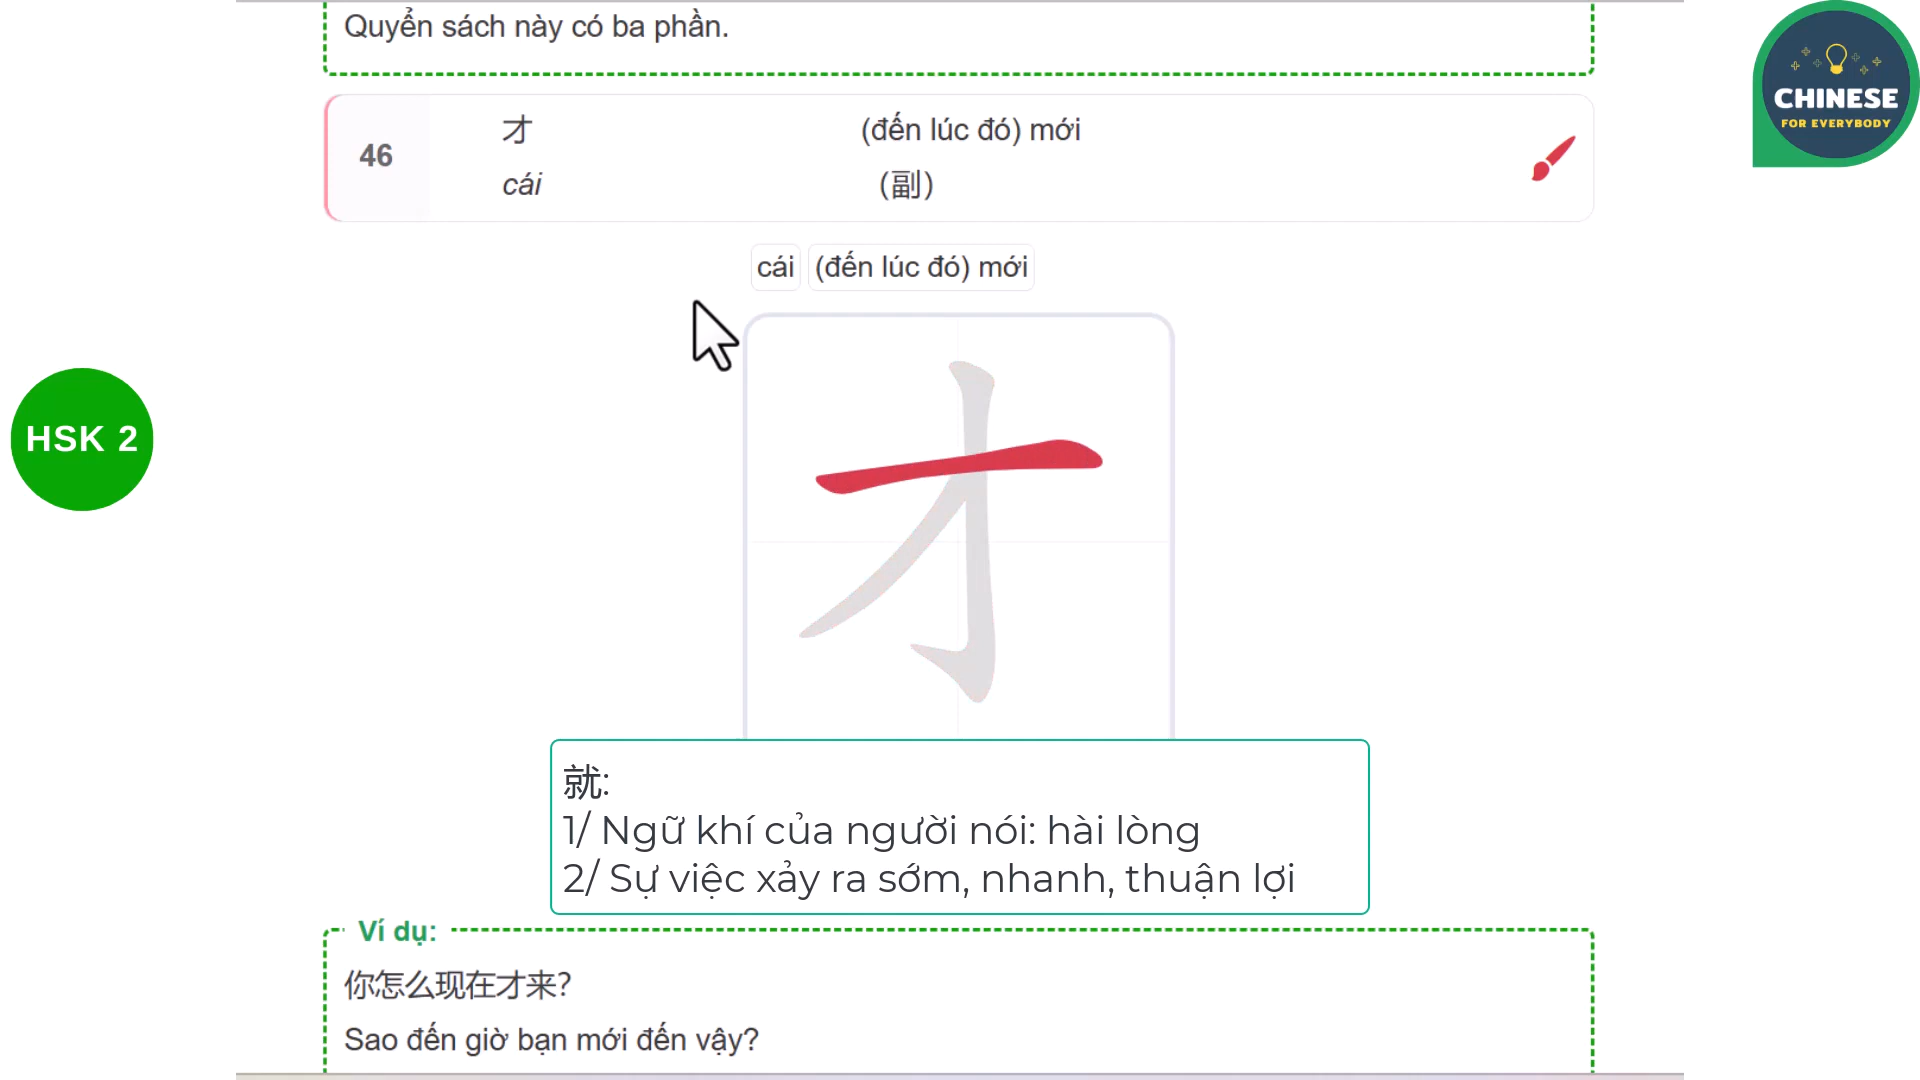 Quyển sách này có ba phần.
CHINESE
FOR EVERYBODY
46
才
(đến lúc đó) mới
cái
(副)
cái (đến lúc đó) mới
才
HSK 2
就:
1/ Ngữ khí của người nói: hài lòng
2/ Sự việc xảy ra sớm, nhanh, thuận lợi
Ví dụ:
你怎么现在才来?
Sao đến giờ bạn mới đến vậy?